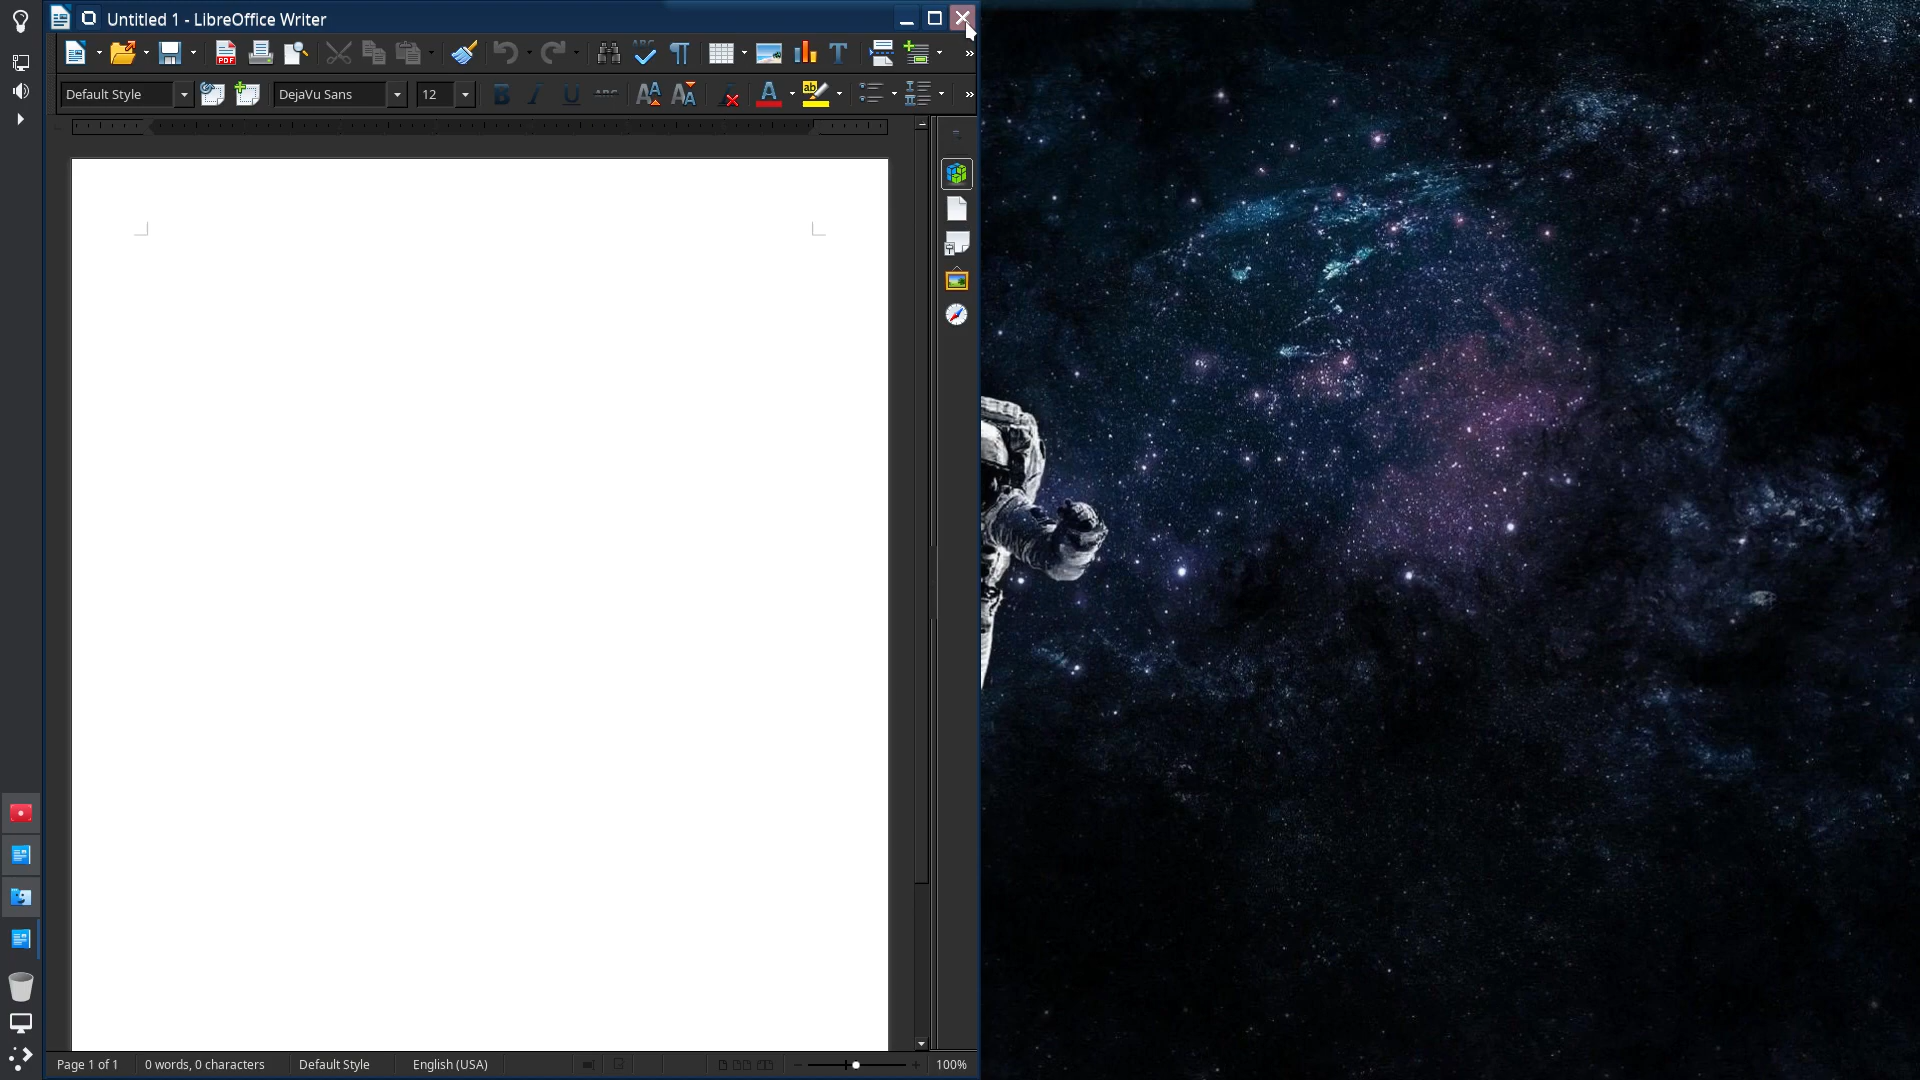 Untitled 1 - LibreOffice Writer
Default Style
DejaVu Sans
12
Page 1 of 1
0 words, 0 characters
Default Style
English (USA)
100%